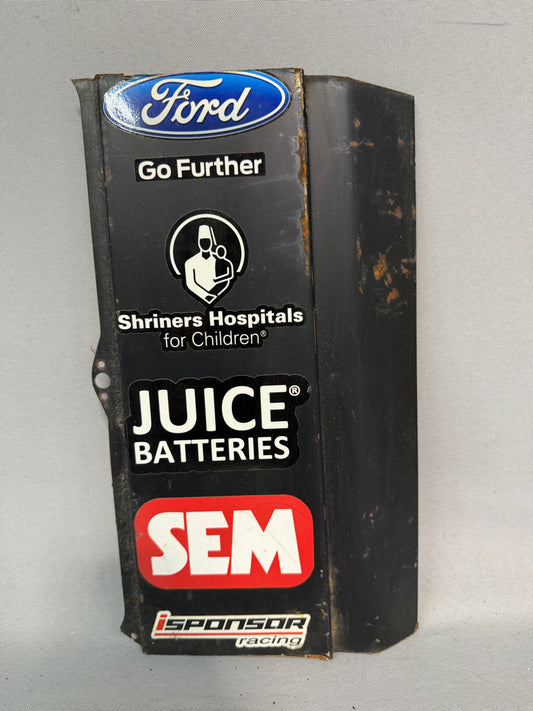 Ford
Go Further
Shriners Hospitals
for Children®
JUICE®
BATTERIES
SEM
iSPONSOR
racing